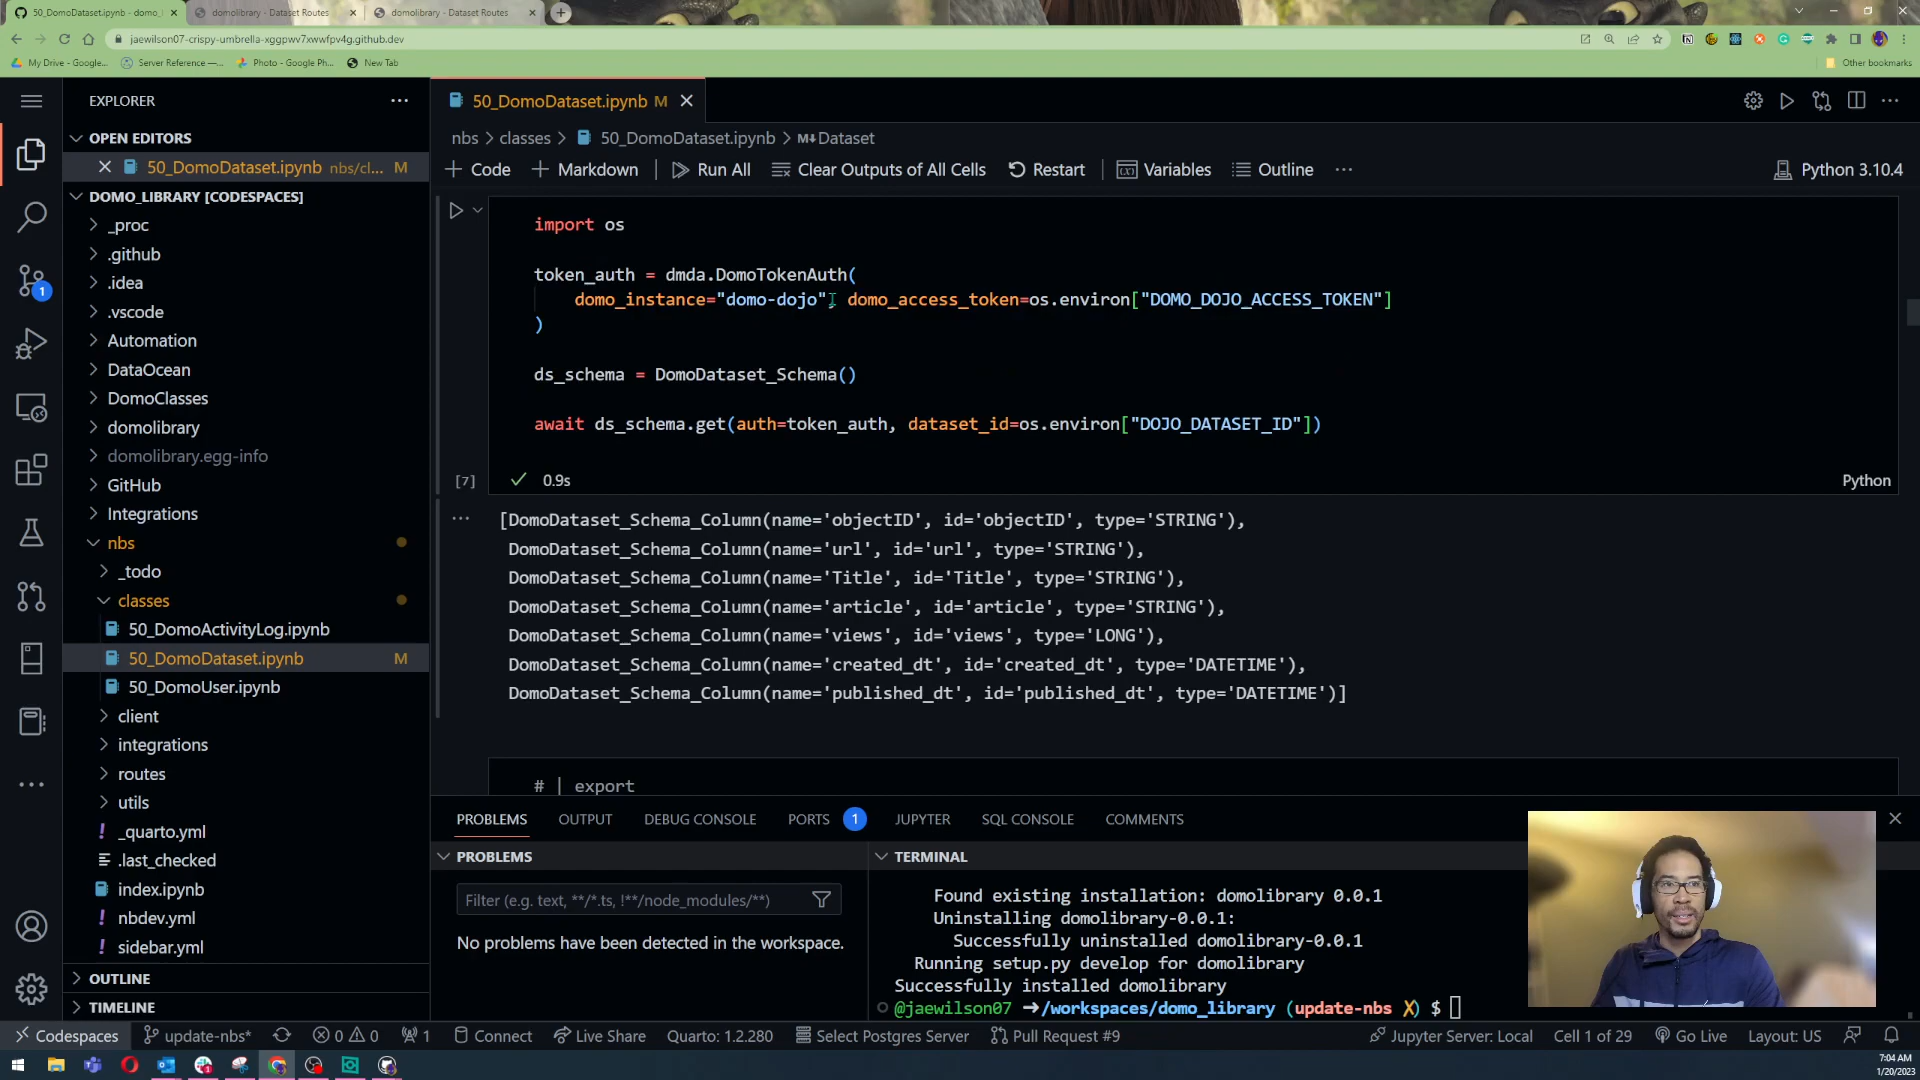 50_DomoDataset.ipynb - domo_
domolibrary - Dataset Routes
domolibrary - Dataset Routes
jaewilson07-crispy-umbrella-xggpwv7xwwfpv4g.github.dev
My Drive - Google...
Server Reference —...
Photo - Google Ph...
New Tab
Other bookmarks
EXPLORER
50_DomoDataset.ipynb M
OPEN EDITORS
50_DomoDataset.ipynb nbs/cl... M
DOMO_LIBRARY [CODESPACES]
_proc
.github
.idea
.vscode
Automation
DataOcean
DomoClasses
domolibrary
domolibrary.egg-info
GitHub
Integrations
nbs
_todo
classes
50_DomoActivityLog.ipynb
50_DomoDataset.ipynb M
50_DomoUser.ipynb
client
integrations
routes
utils
_quarto.yml
.last_checked
index.ipynb
nbdev.yml
sidebar.yml
OUTLINE
TIMELINE
1
nbs > classes > 50_DomoDataset.ipynb > M↓Dataset
+ Code + Markdown | Run All Clear Outputs of All Cells Restart | Variables Outline ...
Python 3.10.4
import os
token_auth = dmda.DomoTokenAuth(
domo_instance="domo-dojo", domo_access_token=os.environ["DOMO_DOJO_ACCESS_TOKEN"]
)
ds_schema = DomoDataset_Schema()
await ds_schema.get(auth=token_auth, dataset_id=os.environ["DOJO_DATASET_ID"])
[7] ✓ 0.9s
Python
[DomoDataset_Schema_Column(name='objectID', id='objectID', type='STRING'),
DomoDataset_Schema_Column(name='url', id='url', type='STRING'),
DomoDataset_Schema_Column(name='Title', id='Title', type='STRING'),
DomoDataset_Schema_Column(name='article', id='article', type='STRING'),
DomoDataset_Schema_Column(name='views', id='views', type='LONG'),
DomoDataset_Schema_Column(name='created_dt', id='created_dt', type='DATETIME'),
DomoDataset_Schema_Column(name='published_dt', id='published_dt', type='DATETIME')]
# | export
PROBLEMS OUTPUT DEBUG CONSOLE PORTS 1 JUPYTER SQL CONSOLE COMMENTS
PROBLEMS
Filter (e.g. text, **/*.ts, !**/node_modules/**)
No problems have been detected in the workspace.
TERMINAL
Found existing installation: domolibrary 0.0.1
Uninstalling domolibrary-0.0.1:
Successfully uninstalled domolibrary-0.0.1
Running setup.py develop for domolibrary
Successfully installed domolibrary
@jaewilson07 ➜/workspaces/domo_library (update-nbs ✗) $
Codespaces update-nbs* 0 0 1 Connect Live Share Quarto: 1.2.280 Select Postgres Server Pull Request #9 Jupyter Server: Local Cell 1 of 29 Go Live Layout: US
7:04 AM
1/20/2023